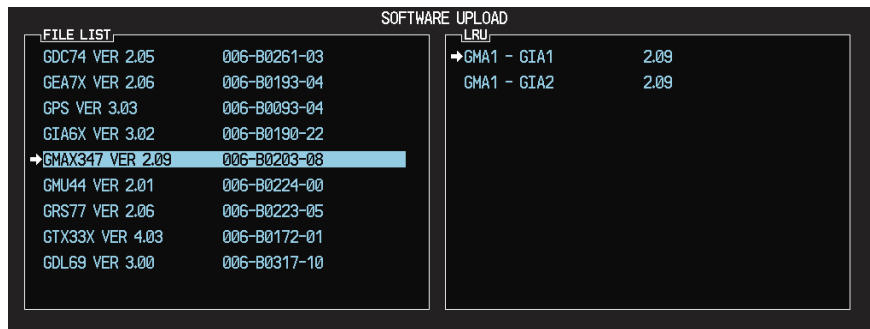 SOFTWARE UPLOAD
FILE LIST
GDC74 VER 2.05 006-B0261-03
GEA7X VER 2.06 006-B0193-04
GPS VER 3.03 006-B0093-04
GIA6X VER 3.02 006-B0190-22
GMAX347 VER 2.09 006-B0203-08
GMU44 VER 2.01 006-B0224-00
GRS77 VER 2.06 006-B0223-05
GTX33X VER 4.03 006-B0172-01
GDL69 VER 3.00 006-B0317-10
LRU
GMA1 - GIA1 2.09
GMA1 - GIA2 2.09